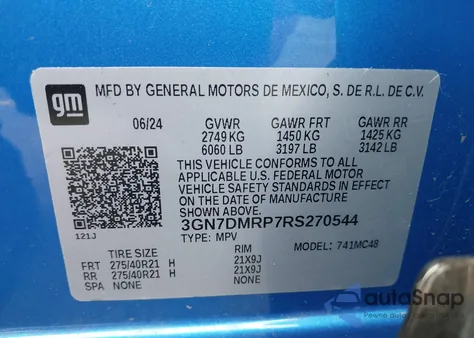 gm
MFD BY GENERAL MOTORS DE MEXICO, S. DE R.L. DE C.V.
06/24 GVWR GAWR FRT GAWR RR
2749 KG 1450 KG 1425 KG
6060 LB 3197 LB 3142 LB
THIS VEHICLE CONFORMS TO ALL
APPLICABLE U.S. FEDERAL MOTOR
VEHICLE SAFETY STANDARDS IN EFFECT
ON THE DATE OF MANUFACTURE
SHOWN ABOVE.
3GN7DMRP7RS270544
121J
TYPE: MPV MODEL: 741MC48
TIRE SIZE RIM
FRT 275/40R21 H 21X9J
RR 275/40R21 H 21X9J
SPA NONE NONE
autoSnap
Pewne auto